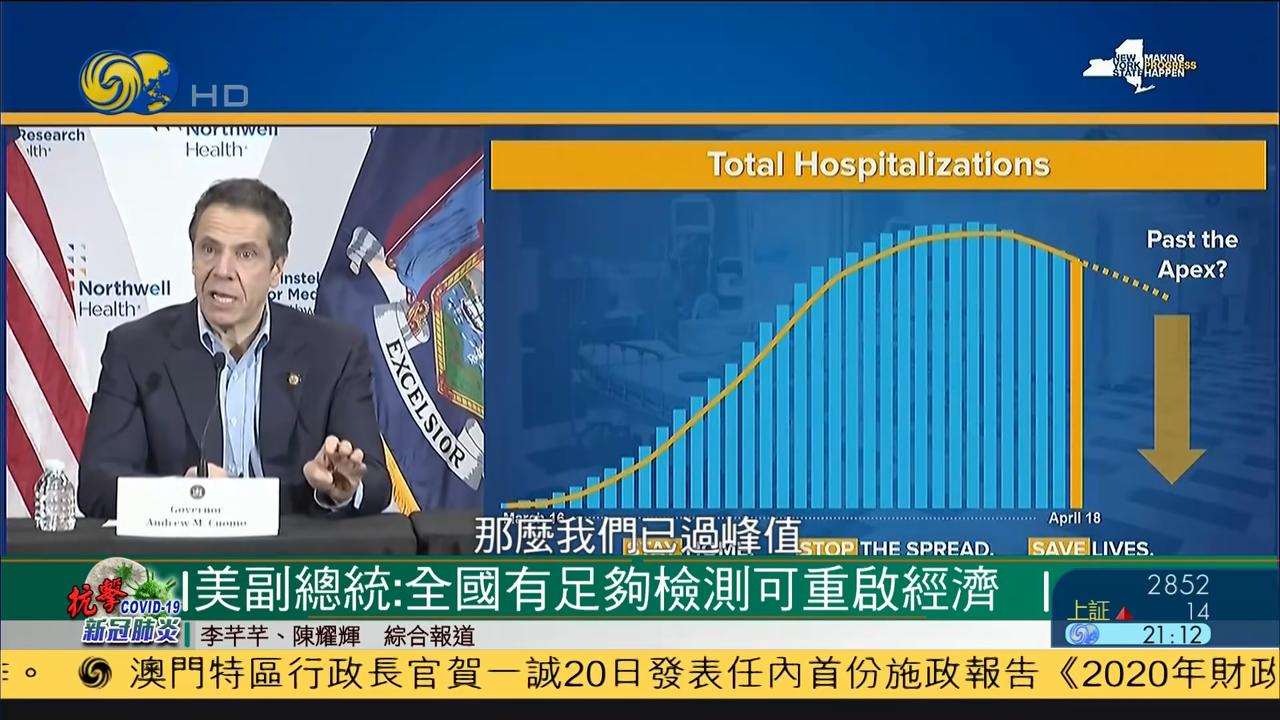 HD
NEW YORK STATE
MAKING PROGRESS HAPPEN
Research
Northwell
Health
Northwell
Health
EXCELSIOR
Governor
Andrew M. Cuomo
Total Hospitalizations
Past the
Apex?
April 18
那麼我們已過峰值
STOP THE SPREAD.
SAVE LIVES.
抗擊
COVID-19
新冠肺炎
美副總統:全國有足夠檢測可重啟經濟
李芊芊、陳耀輝 綜合報道
2852
上証
14
21:12
澳門特區行政長官賀一誠20日發表任內首份施政報告《2020年財政